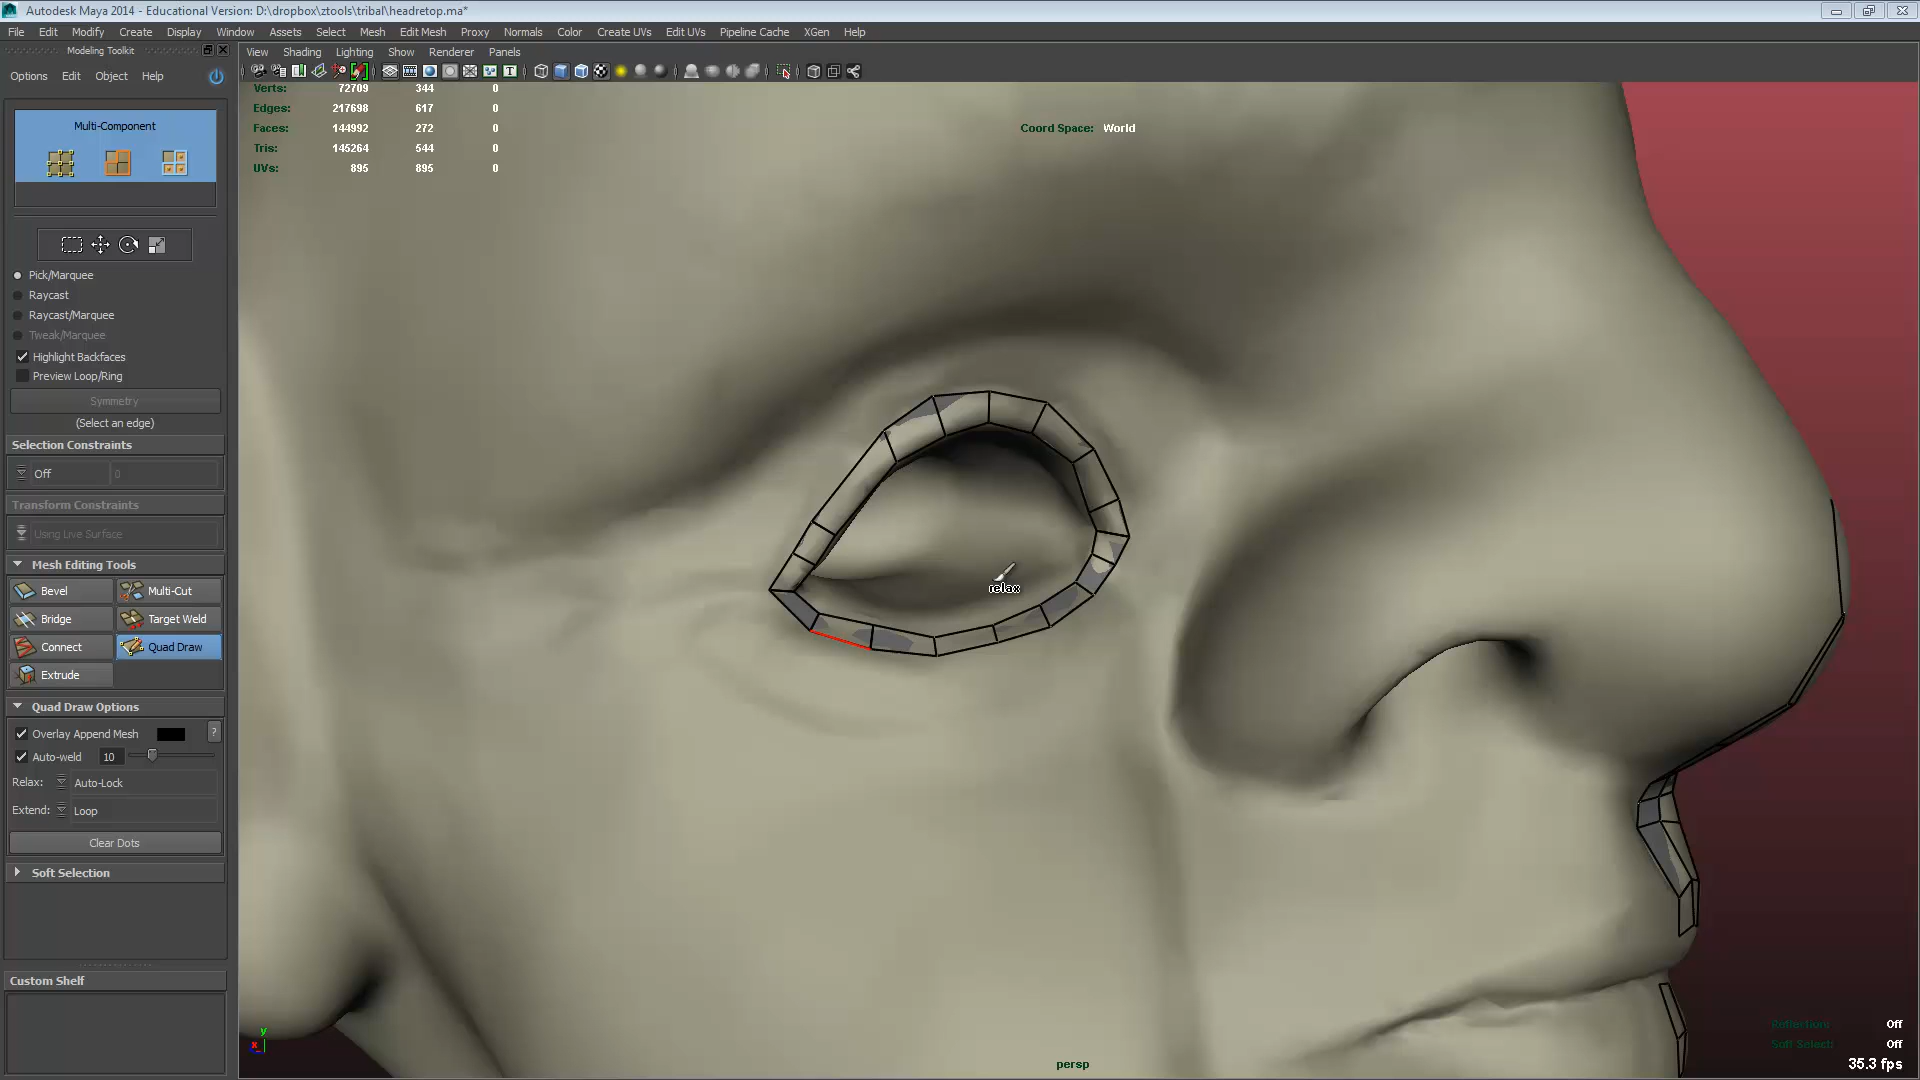 Autodesk Maya 2014 - Educational Version: D:\dropbox\ztools\tribal\headretop.ma*
File Edit Modify Create Display Window Assets Select Mesh Edit Mesh Proxy Normals Color Create UVs Edit UVs Pipeline Cache XGen Help
Modeling Toolkit
View Shading Lighting Show Renderer Panels
Options Edit Object Help
Verts: 72709 344 0
Edges: 217698 617 0
Faces: 144992 272 0
Tris: 145264 544 0
UVs: 895 895 0
Coord Space: World
Multi-Component
Pick/Marquee
Raycast
Raycast/Marquee
Tweak/Marquee
Highlight Backfaces
Preview Loop/Ring
Symmetry
(Select an edge)
Selection Constraints
Off 0
Transform Constraints
Using Live Surface
Mesh Editing Tools
Bevel Multi-Cut
Bridge Target Weld
Connect Quad Draw
Extrude
Quad Draw Options
Overlay Append Mesh ?
Auto-weld 10
Relax: Auto-Lock
Extend: Loop
Clear Dots
Soft Selection
Custom Shelf
relax
y
x
persp
Reflection: Off
Soft Select: Off
35.3 fps